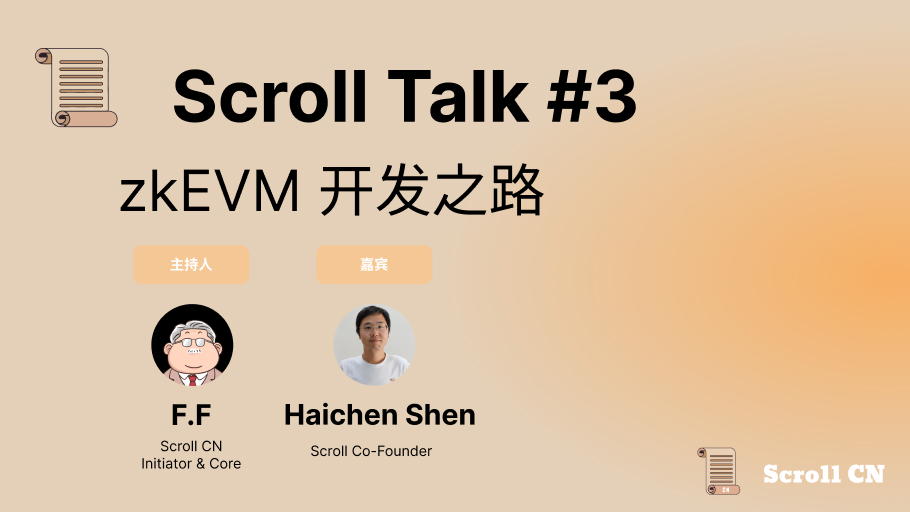 Scroll Talk #3
zkEVM 开发之路
主持人
嘉宾
F.F
Scroll CN
Initiator & Core
Haichen Shen
Scroll Co-Founder
Scroll CN